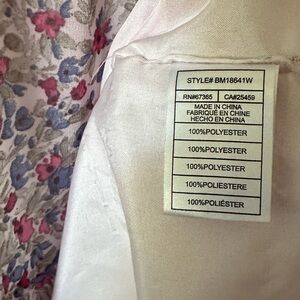 STYLE# BM18641W
RN#67365 CA#25459
MADE IN CHINA
FABRIQUÉ EN CHINE
HECHO EN CHINA
100%POLYESTER
100%POLYESTER
100%POLYESTER
100%POLIESTERE
100%POLIÉSTER